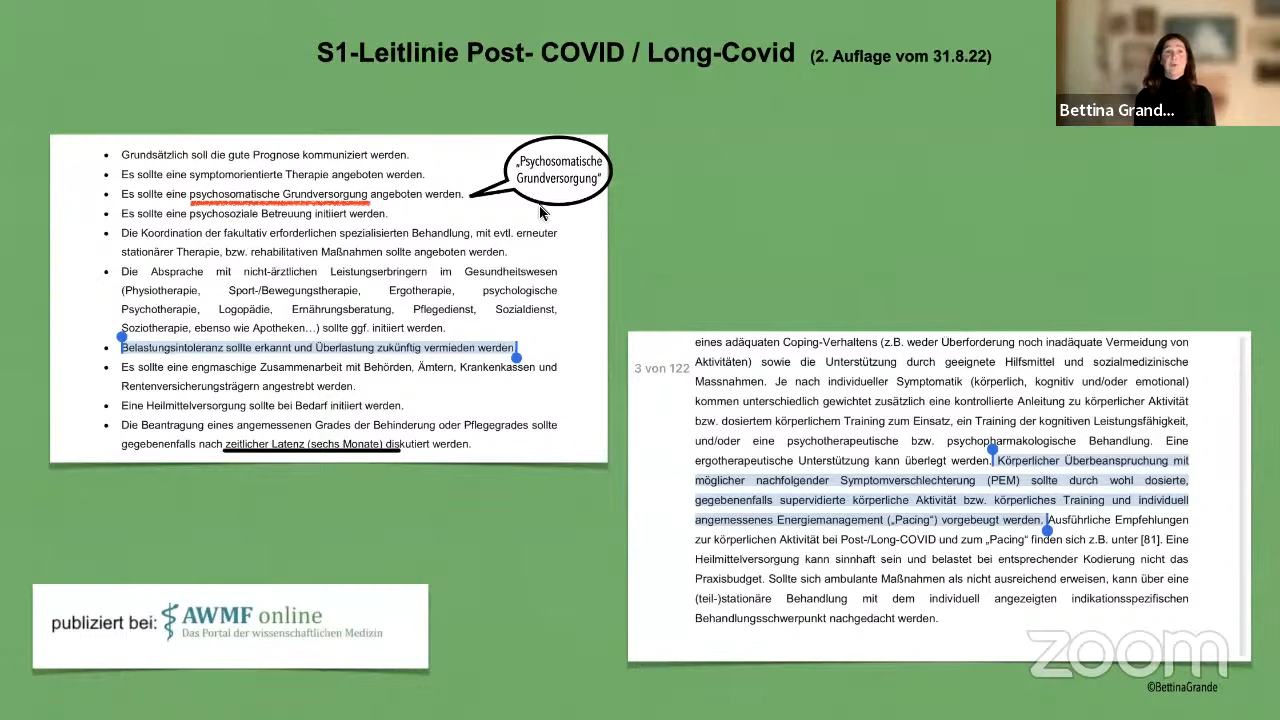 S1-Leitlinie Post- COVID / Long-Covid (2. Auflage vom 31.8.22)
Bettina Grand...
• Grundsätzlich soll die gute Prognose kommuniziert werden.
• Es sollte eine symptomorientierte Therapie angeboten werden.
• Es sollte eine psychosomatische Grundversorgung angeboten werden.
• Es sollte eine psychosoziale Betreuung initiiert werden.
• Die Koordination der fakultativ erforderlichen spezialisierten Behandlung, mit evtl. erneuter
stationärer Therapie, bzw. rehabilitativen Maßnahmen sollte angeboten werden.
• Die Absprache mit nicht-ärztlichen Leistungserbringern im Gesundheitswesen
(Physiotherapie, Sport-/Bewegungstherapie, Ergotherapie, psychologische
Psychotherapie, Logopädie, Ernährungsberatung, Pflegedienst, Sozialdienst,
Soziotherapie, ebenso wie Apotheken…) sollte ggf. initiiert werden.
• Belastungsintoleranz sollte erkannt und Überlastung zukünftig vermieden werden
• Es sollte eine engmaschige Zusammenarbeit mit Behörden, Ämtern, Krankenkassen und
Rentenversicherungsträgern angestrebt werden.
• Eine Heilmittelversorgung sollte bei Bedarf initiiert werden.
• Die Beantragung eines angemessenen Grades der Behinderung oder Pflegegrades sollte
gegebenenfalls nach zeitlicher Latenz (sechs Monate) diskutiert werden.
„Psychosomatische
Grundversorgung"
3 von 122
eines adäquaten Coping-Verhaltens (z.B. weder Überforderung noch inadäquate Vermeidung von
Aktivitäten) sowie die Unterstützung durch geeignete Hilfsmittel und sozialmedizinische
Massnahmen. Je nach individueller Symptomatik (körperlich, kognitiv und/oder emotional)
kommen unterschiedlich gewichtet zusätzlich eine kontrollierte Anleitung zu körperlicher Aktivität
bzw. dosiertem körperlichem Training zum Einsatz, ein Training der kognitiven Leistungsfähigkeit,
und/oder eine psychotherapeutische bzw. psychopharmakologische Behandlung. Eine
ergotherapeutische Unterstützung kann überlegt werden. Körperlicher Überbeanspruchung mit
möglicher nachfolgender Symptomverschlechterung (PEM) sollte durch wohl dosierte,
gegebenenfalls supervidierte körperliche Aktivität bzw. körperliches Training und individuell
angemessenes Energiemanagement („Pacing“) vorgebeugt werden. Ausführliche Empfehlungen
zur körperlichen Aktivität bei Post-/Long-COVID und zum „Pacing“ finden sich z.B. unter [81]. Eine
Heilmittelversorgung kann sinnhaft sein und belastet bei entsprechender Kodierung nicht das
Praxisbudget. Sollte sich ambulante Maßnahmen als nicht ausreichend erweisen, kann über eine
(teil-)stationäre Behandlung mit dem individuell angezeigten indikationsspezifischen
Behandlungsschwerpunkt nachgedacht werden.
publiziert bei: AWMF online
Das Portal der wissenschaftlichen Medizin
zoom
©BettinaGrande